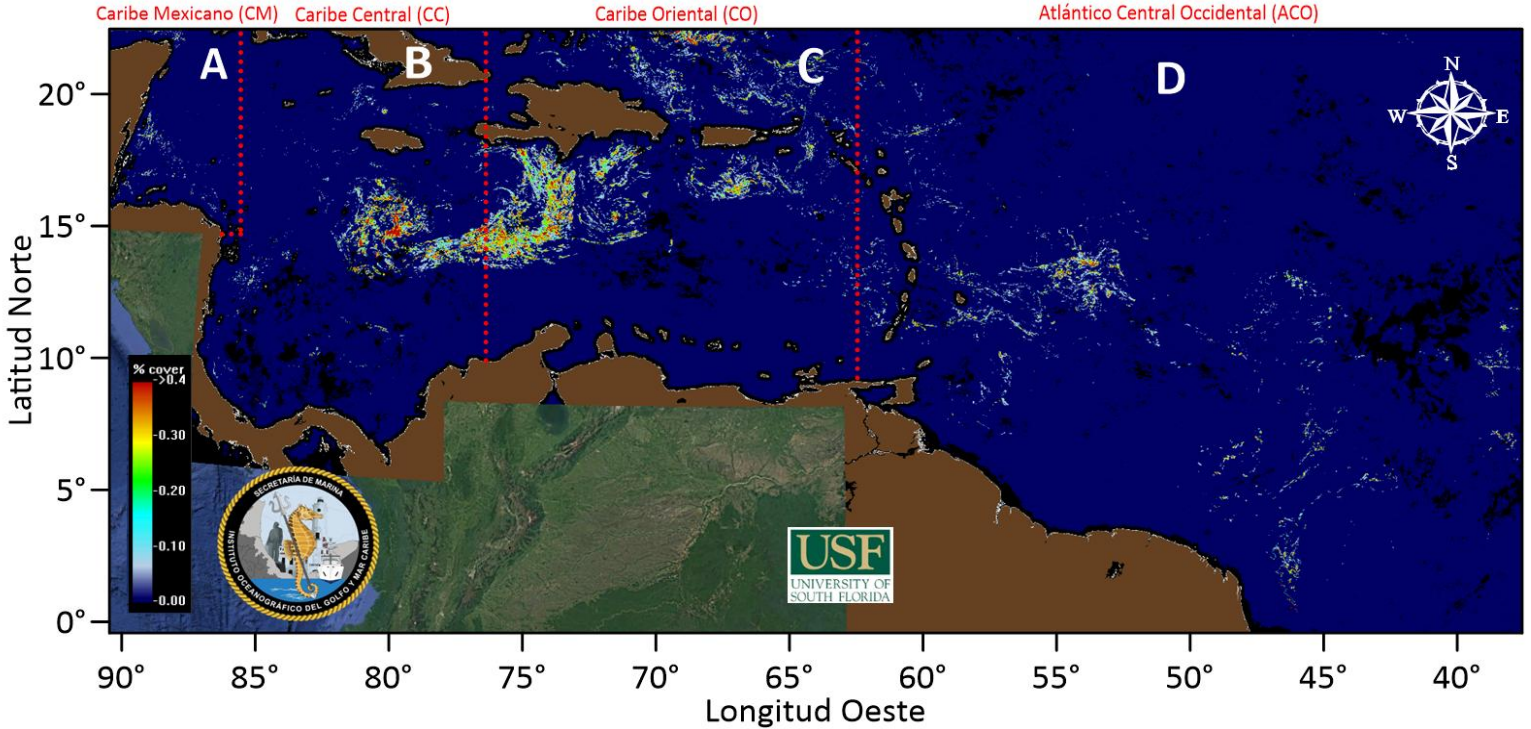 Caribe Mexicano (CM) Caribe Central (CC) Caribe Oriental (CO) Atlántico Central Occidental (ACO)
A B C D
N
W E
S
20°
15°
10°
5°
0°
Latitud Norte
% cover
->0.4
-0.30
-0.20
-0.10
-0.00
SECRETARÍA DE MARINA
INSTITUTO OCEANOGRÁFICO DEL GOLFO Y MAR CARIBE
USF
UNIVERSITY OF
SOUTH FLORIDA
90° 85° 80° 75° 70° 65° 60° 55° 50° 45° 40°
Longitud Oeste